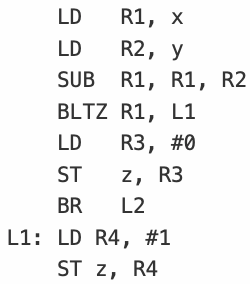 LD R1, x
LD R2, y
SUB R1, R1, R2
BLTZ R1, L1
LD R3, #0
ST z, R3
BR L2
L1: LD R4, #1
ST z, R4